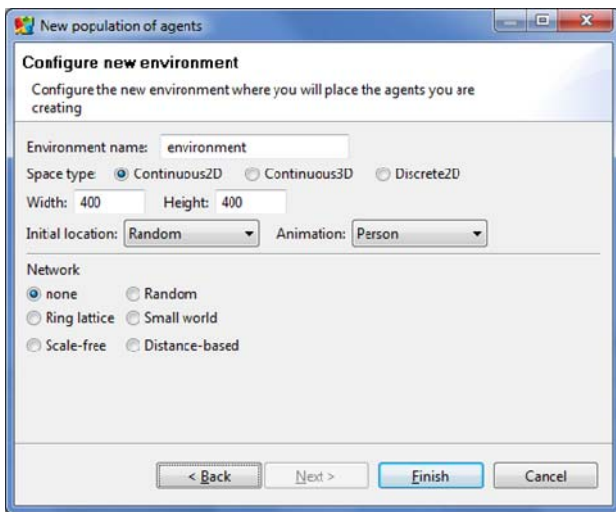 New population of agents
Configure new environment
Configure the new environment where you will place the agents you are
creating
Environment name: environment
Space type: Continuous2D Continuous3D Discrete2D
Width: 400 Height: 400
Initial location: Random Animation: Person
Network
none Random
Ring lattice Small world
Scale-free Distance-based
< Back Next > Finish Cancel